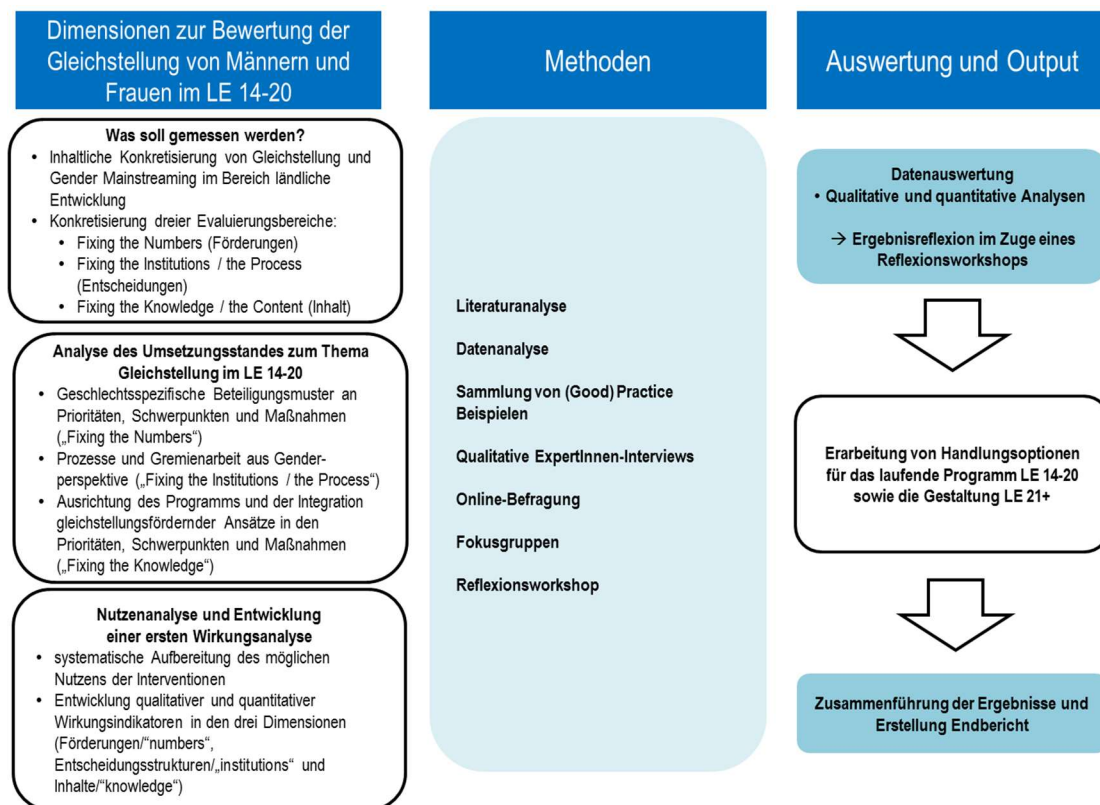 Dimensionen zur Bewertung der
Gleichstellung von Männern und
Frauen im LE 14-20
Was soll gemessen werden?
• Inhaltliche Konkretisierung von Gleichstellung und
Gender Mainstreaming im Bereich ländliche
Entwicklung
• Konkretisierung dreier Evaluierungsbereiche:
• Fixing the Numbers (Förderungen)
• Fixing the Institutions / the Process
(Entscheidungen)
• Fixing the Knowledge / the Content (Inhalt)
Analyse des Umsetzungsstandes zum Thema
Gleichstellung im LE 14-20
• Geschlechtsspezifische Beteiligungsmuster an
Prioritäten, Schwerpunkten und Maßnahmen
(„Fixing the Numbers“)
• Prozesse und Gremienarbeit aus Gender-
perspektive („Fixing the Institutions / the Process“)
• Ausrichtung des Programms und der Integration
gleichstellungsfördernder Ansätze in den
Prioritäten, Schwerpunkten und Maßnahmen
(„Fixing the Knowledge“)
Nutzenanalyse und Entwicklung
einer ersten Wirkungsanalyse
• systematische Aufbereitung des möglichen
Nutzens der Interventionen
• Entwicklung qualitativer und quantitativer
Wirkungsindikatoren in den drei Dimensionen
(Förderungen/“numbers“,
Entscheidungsstrukturen/„institutions“ und
Inhalte/“knowledge“)
Methoden
Literaturanalyse
Datenanalyse
Sammlung von (Good) Practice
Beispielen
Qualitative ExpertInnen-Interviews
Online-Befragung
Fokusgruppen
Reflexionsworkshop
Auswertung und Output
Datenauswertung
• Qualitative und quantitative Analysen
→ Ergebnisreflexion im Zuge eines
Reflexionsworkshops
Erarbeitung von Handlungsoptionen
für das laufende Programm LE 14-20
sowie die Gestaltung LE 21+
Zusammenführung der Ergebnisse und
Erstellung Endbericht